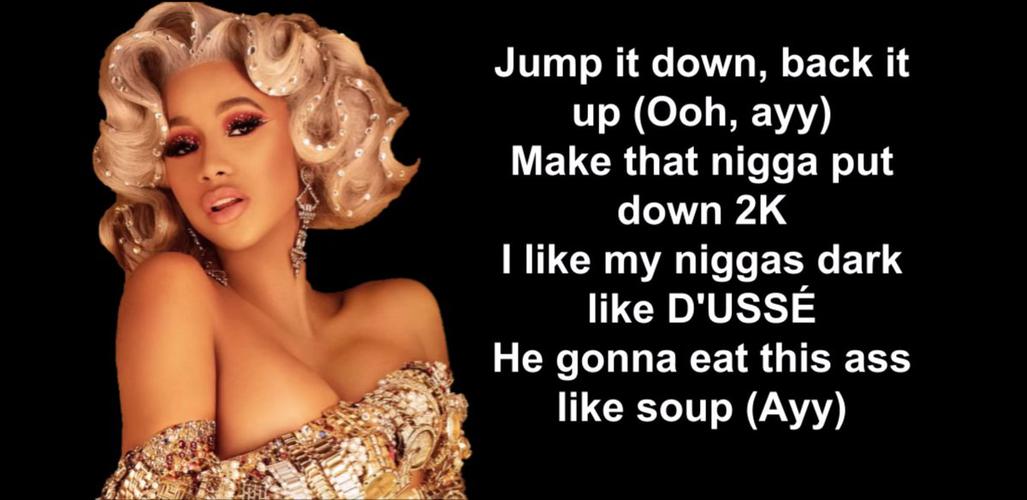 Jump it down, back it
up (Ooh, ayy)
Make that nigga put
down 2K
I like my niggas dark
like D'USSÉ
He gonna eat this ass
like soup (Ayy)